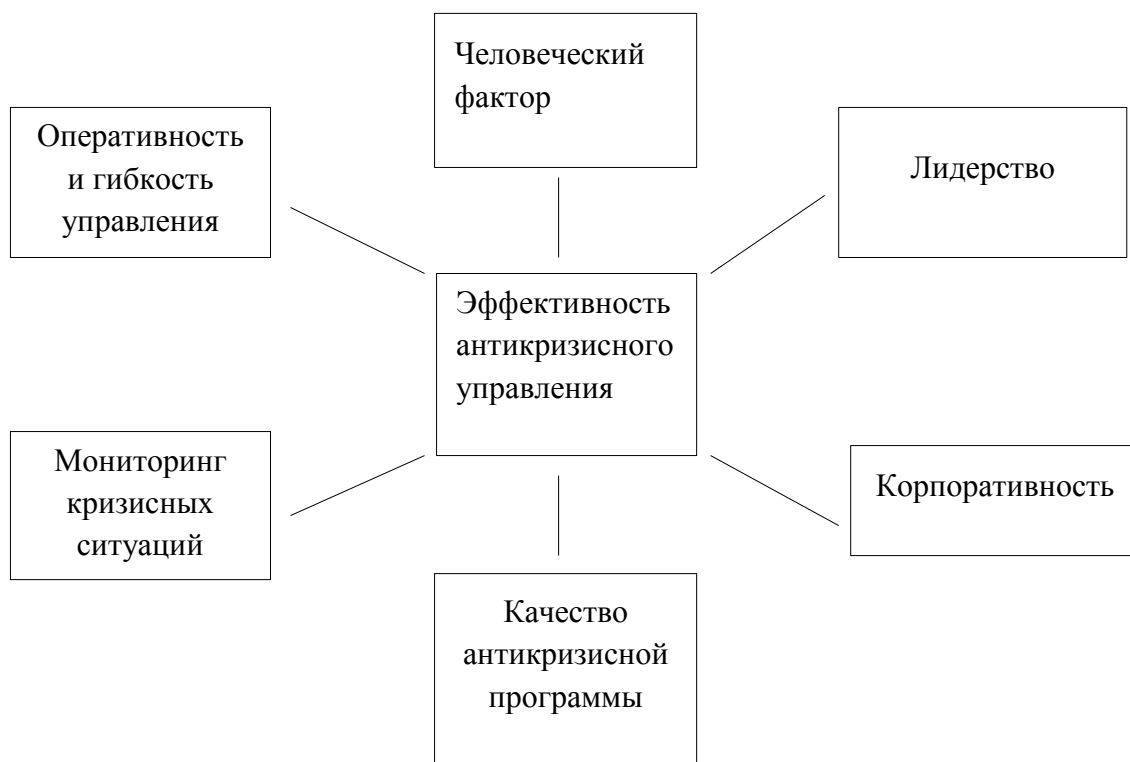 Человеческий
фактор
Оперативность
и гибкость
управления
Лидерство
Эффективность
антикризисного
управления
Мониторинг
кризисных
ситуаций
Корпоративность
Качество
антикризисной
программы